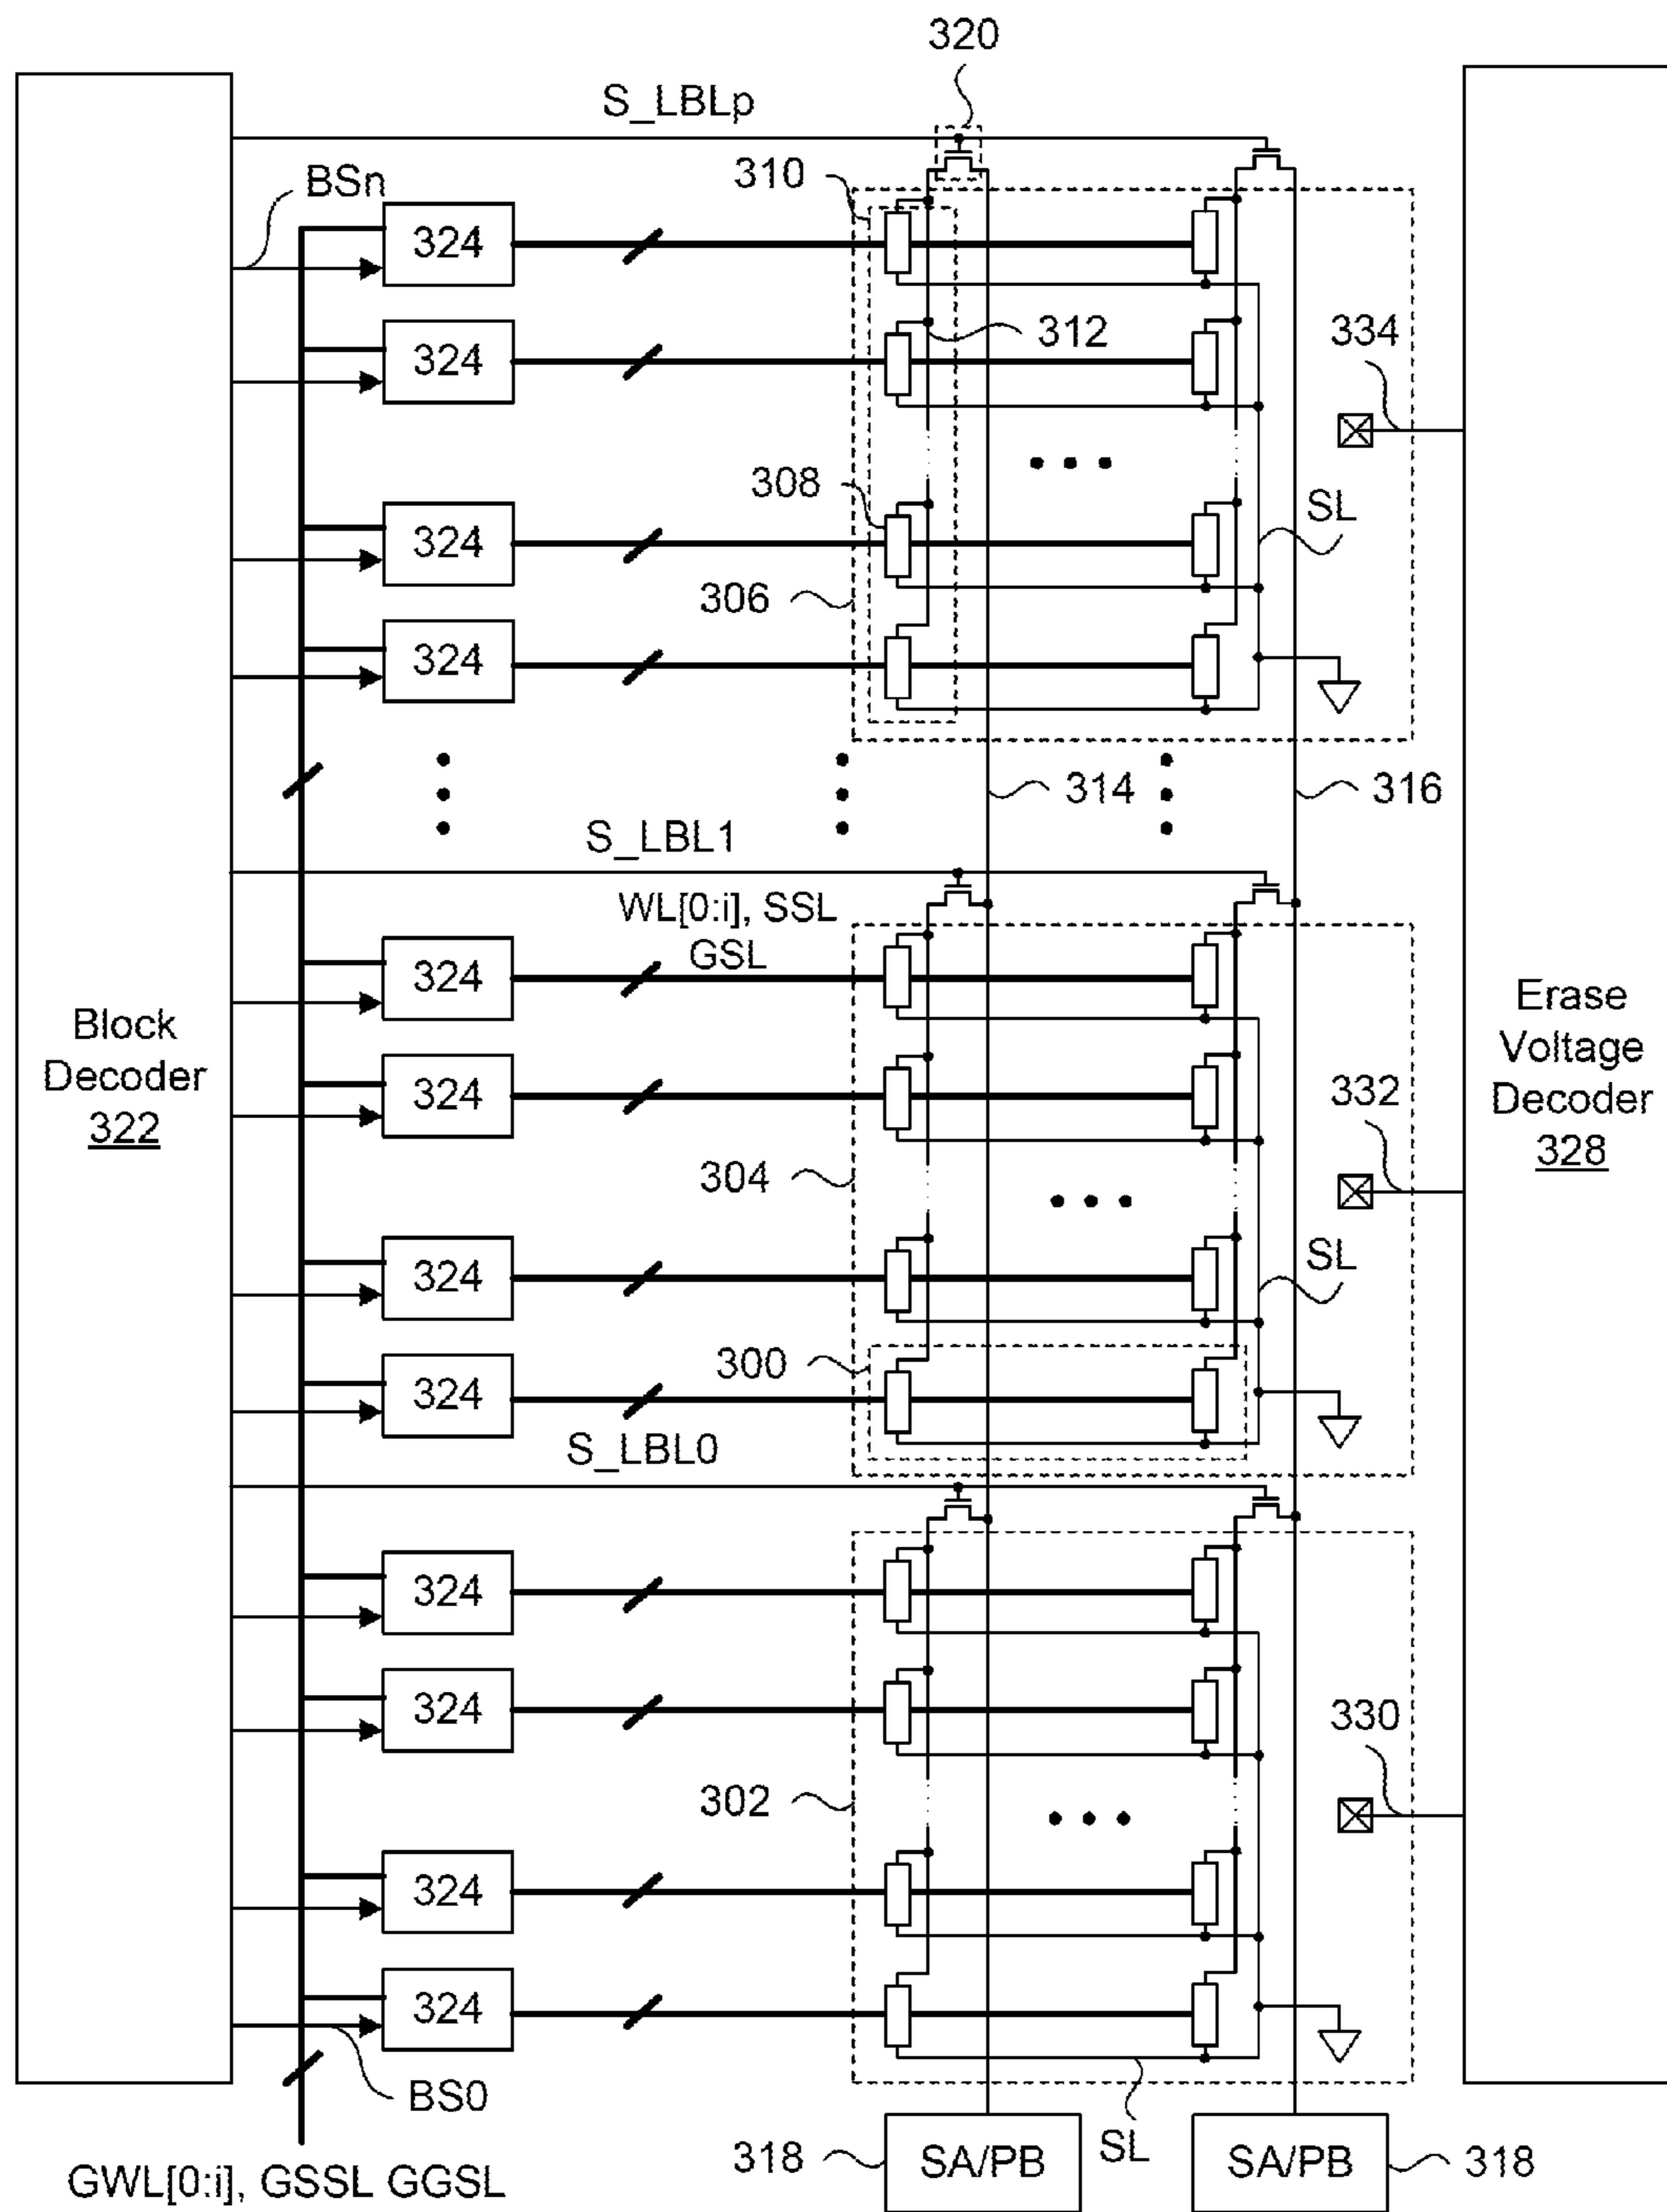 320
S_LBLp
310
BSn
324
324
312
334
308
SL
324
306
324
314
316
S_LBL1
WL[0:i], SSL
GSL
324
Block
Decoder
322
Erase
Voltage
Decoder
328
324
332
304
324
SL
300
324
S_LBL0
324
324
330
302
324
324
BS0
SL
318
SA/PB
SA/PB
318
GWL[0:i], GSSL GGSL